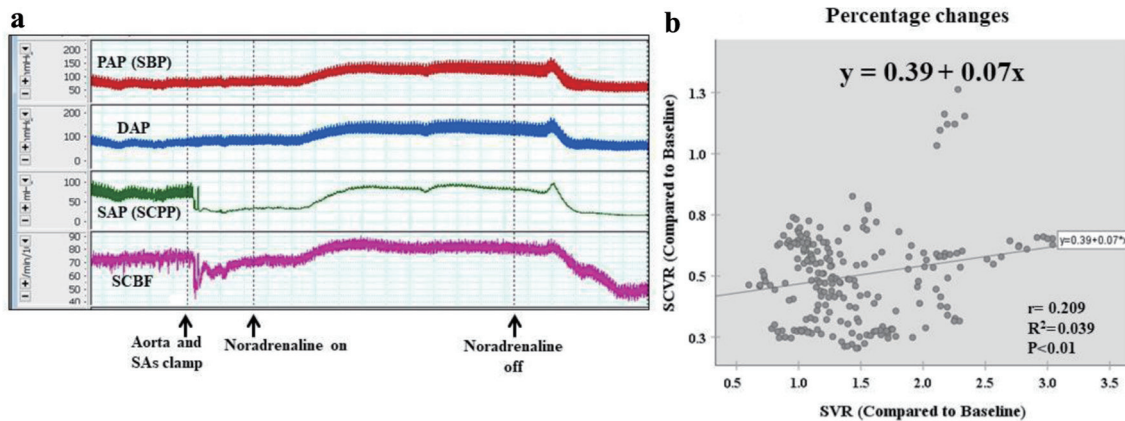 a
PAP (SBP)
200
150
100
50
DAP
200
100
0
SAP (SCPP)
100
50
0
SCBF
90
80
70
60
50
40
Aorta and
SAs clamp
Noradrenaline on
Noradrenaline
off
b
Percentage changes
y = 0.39 + 0.07x
SCVR (Compared to Baseline)
1.3
1.0
0.8
0.5
0.3
y=0.39+0.07*x
r= 0.209
R²=0.039
P<0.01
0.5 1.0 1.5 2.0 2.5 3.0 3.5
SVR (Compared to Baseline)